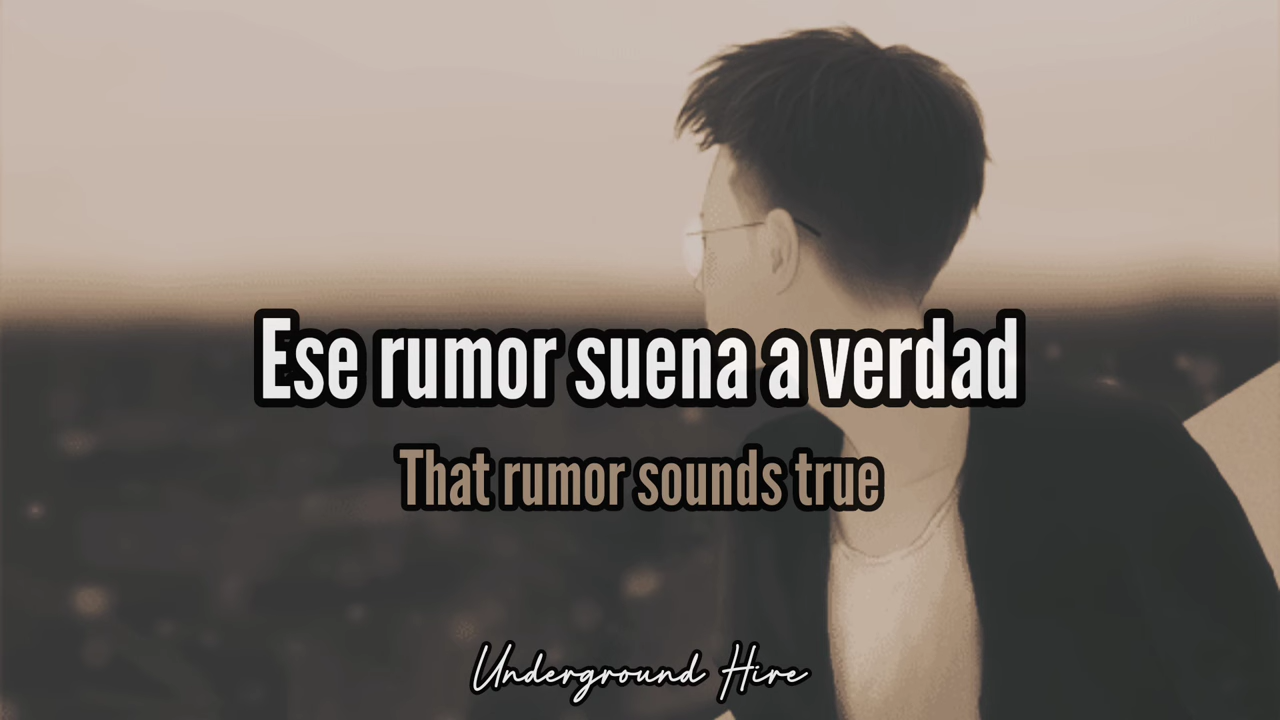 Ese rumor suena a verdad
That rumor sounds true
Underground Hire